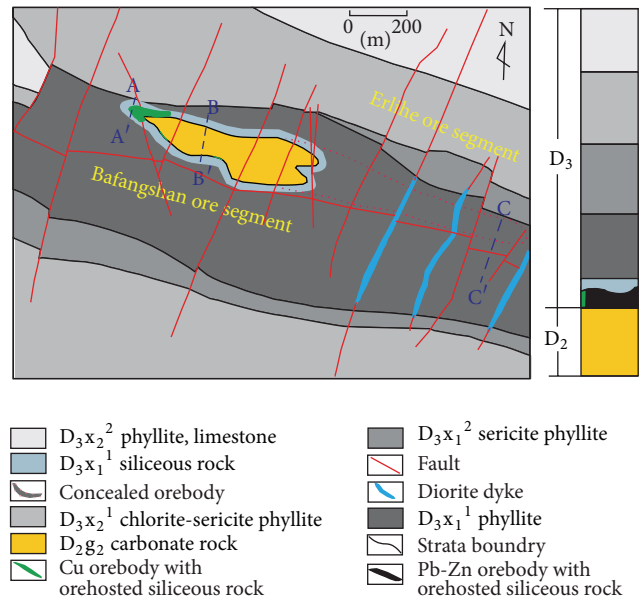 0 200
(m)
N
A
A'
B
B'
Erlihe ore segment
Bafangshan ore segment
C
C'
D3
D2
D3x2^2 phyllite, limestone
D3x1^1 siliceous rock
Concealed orebody
D3x2^1 chlorite-sericite phyllite
D2g2 carbonate rock
Cu orebody with
orehosted siliceous rock
D3x1^2 sericite phyllite
Fault
Diorite dyke
D3x1^1 phyllite
Strata boundry
Pb-Zn orebody with
orehosted siliceous rock